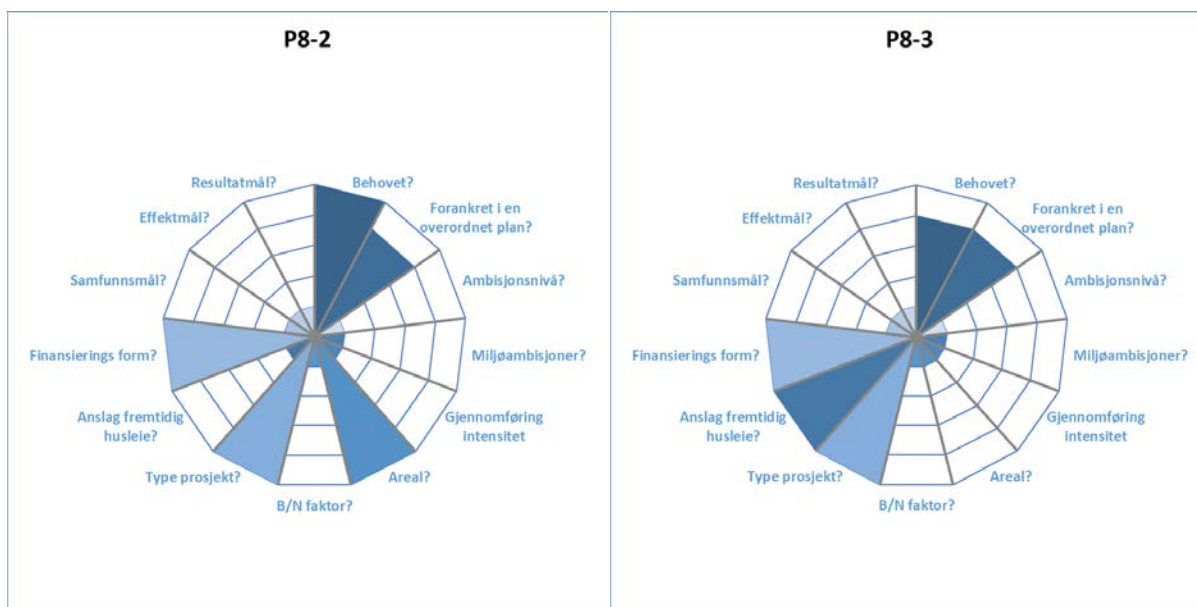 P8-2
Resultatmål?
Behovet?
Effektmål?
Forankret i en
overordnet plan?
Samfunnsmål?
Ambisjonsnivå?
Finansierings form?
Miljøambisjoner?
Anslag fremtidig
husleie?
Gjennomføring
intensitet
Type prosjekt?
Areal?
B/N faktor?
P8-3
Resultatmål?
Behovet?
Effektmål?
Forankret i en
overordnet plan?
Samfunnsmål?
Ambisjonsnivå?
Finansierings form?
Miljøambisjoner?
Anslag fremtidig
husleie?
Gjennomføring
intensitet
Type prosjekt?
Areal?
B/N faktor?